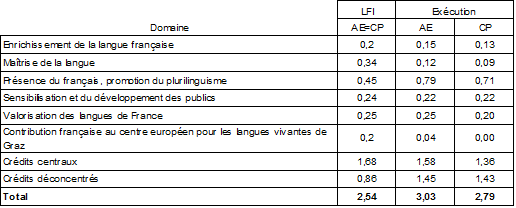 LFI Exécution
Domaine AE=CP AE CP
Enrichissement de la langue française 0,2 0,15 0,13
Maîtrise de la langue 0,34 0,12 0,09
Présence du français, promotion du plurilinguisme 0,45 0,79 0,71
Sensibilisation et du développement des publics 0,24 0,22 0,22
Valorisation des langues de France 0,25 0,25 0,20
Contribution française au centre européen pour les langues vivantes de
Graz 0,2 0,04 0,00
Crédits centraux 1,68 1,58 1,36
Crédits déconcentrés 0,86 1,45 1,43
Total 2,54 3,03 2,79